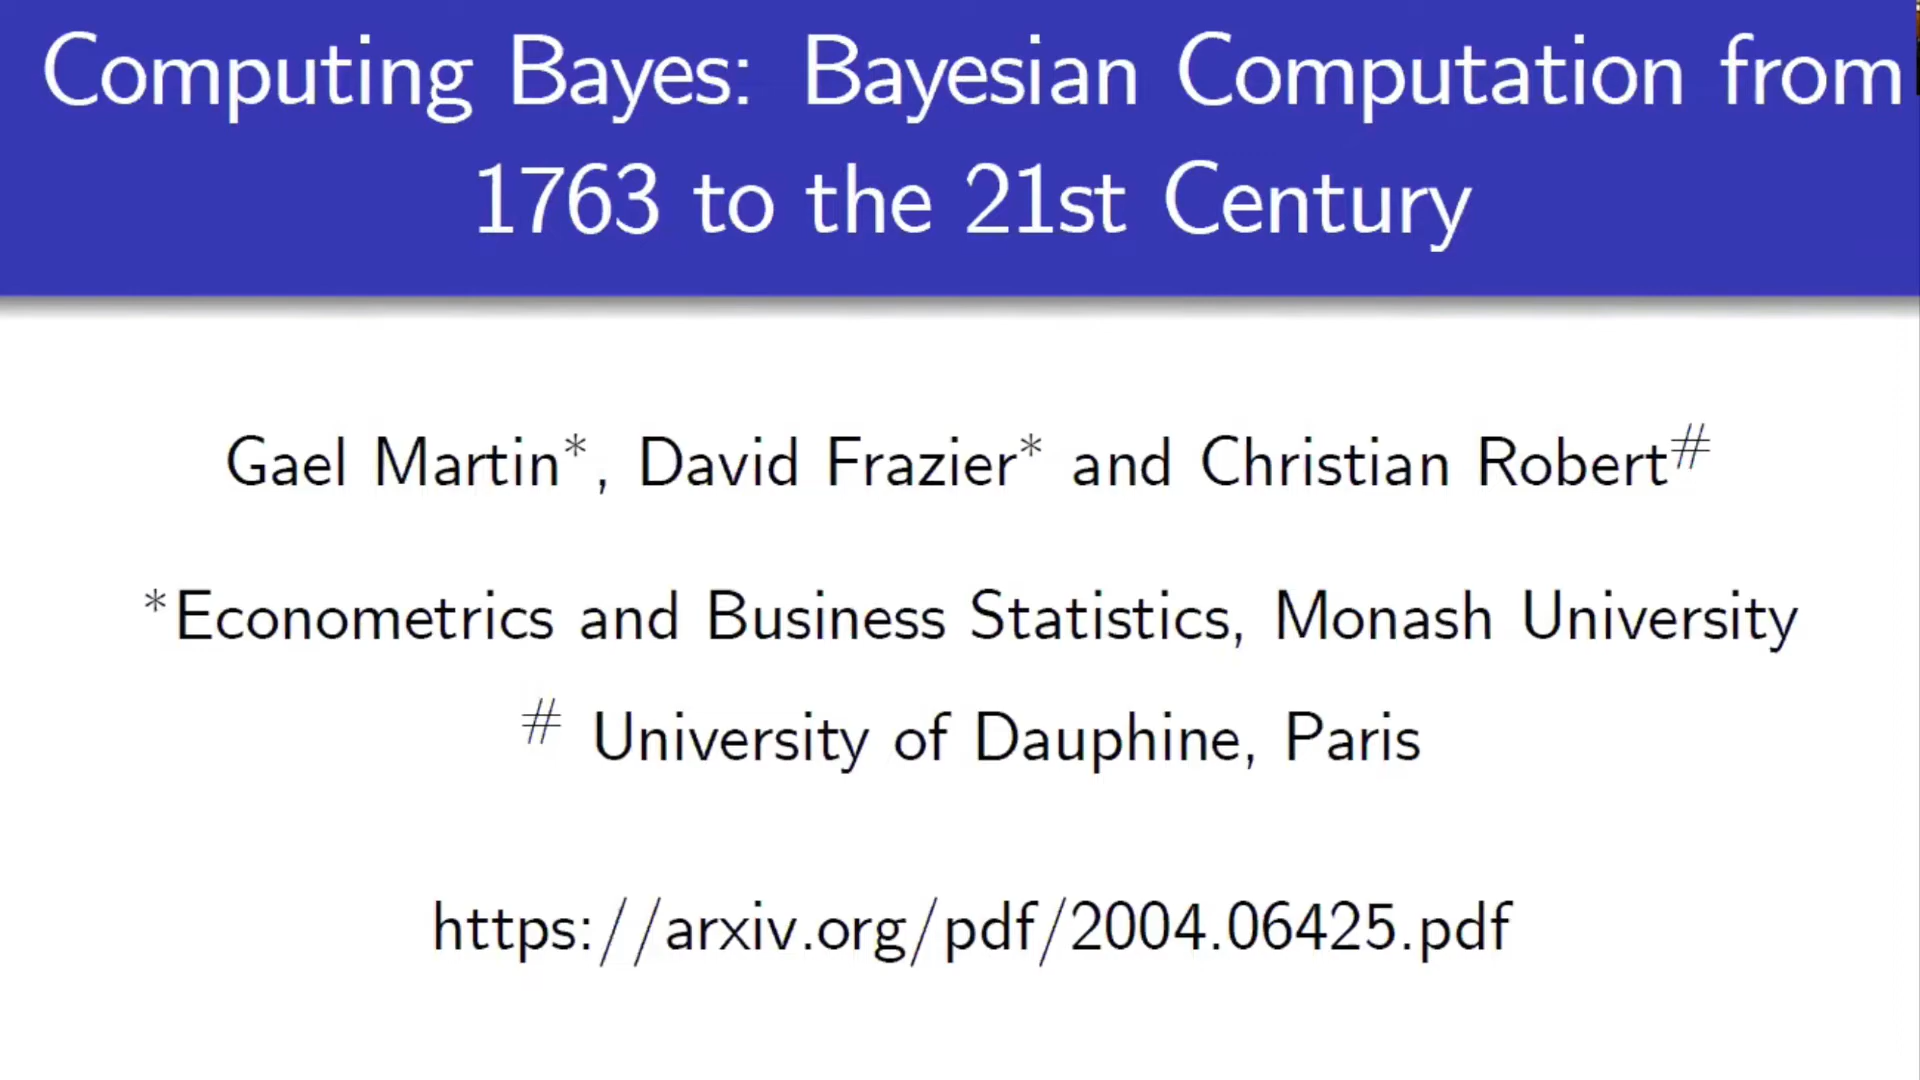 Computing Bayes: Bayesian Computation from
1763 to the 21st Century
Gael Martin*, David Frazier* and Christian Robert#
*Econometrics and Business Statistics, Monash University
# University of Dauphine, Paris
https://arxiv.org/pdf/2004.06425.pdf